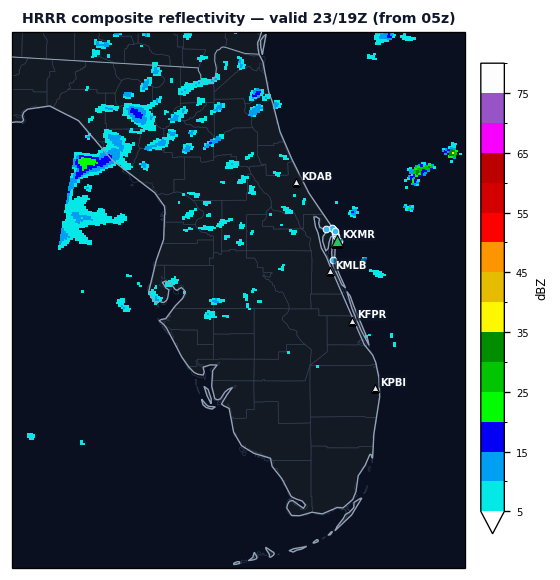 HRRR composite reflectivity — valid 23/19Z (from 05z)
KDAB
KXMR
KMLB
KFPR
KPBI
75
65
55
45
35
25
15
5
dBZ